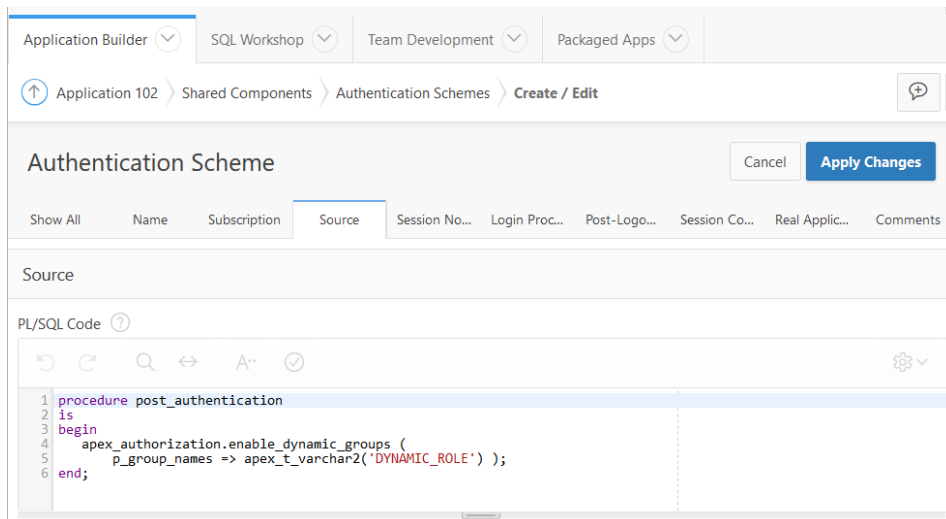 Application Builder SQL Workshop Team Development Packaged Apps
Application 102 Shared Components Authentication Schemes Create / Edit
Authentication Scheme Cancel Apply Changes
Show All Name Subscription Source Session No... Login Proc... Post-Logo... Session Co... Real Applic... Comments
Source
PL/SQL Code ?
A··
1 procedure post_authentication
2 is
3 begin
4 apex_authorization.enable_dynamic_groups (
5 p_group_names => apex_t_varchar2('DYNAMIC_ROLE') );
6 end;